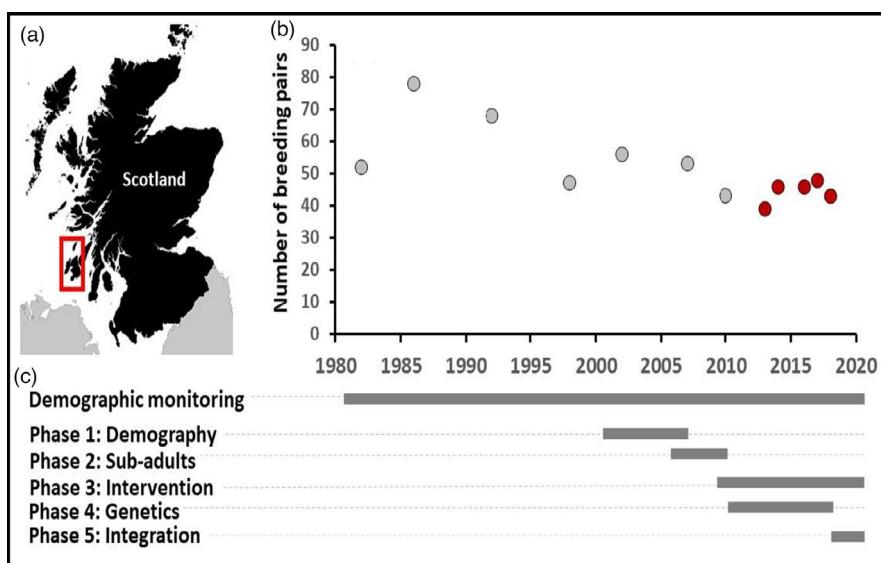 (a)
Scotland
(b)
Number of breeding pairs
90
80
70
60
50
40
30
20
10
0
1980 1985 1990 1995 2000 2005 2010 2015 2020
(c)
Demographic monitoring
Phase 1: Demography
Phase 2: Sub-adults
Phase 3: Intervention
Phase 4: Genetics
Phase 5: Integration